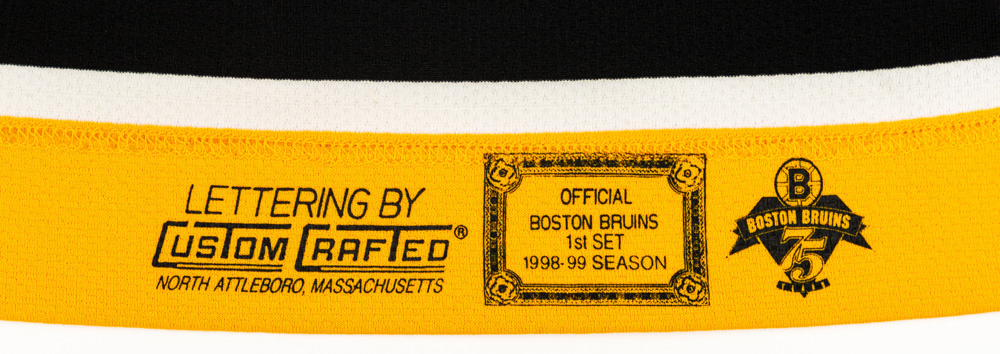 LETTERING BY
CUSTOM CRAFTED®
NORTH ATTLEBORO, MASSACHUSETTS
OFFICIAL
BOSTON BRUINS
1st SET
1998-99 SEASON
B
BOSTON BRUINS
75